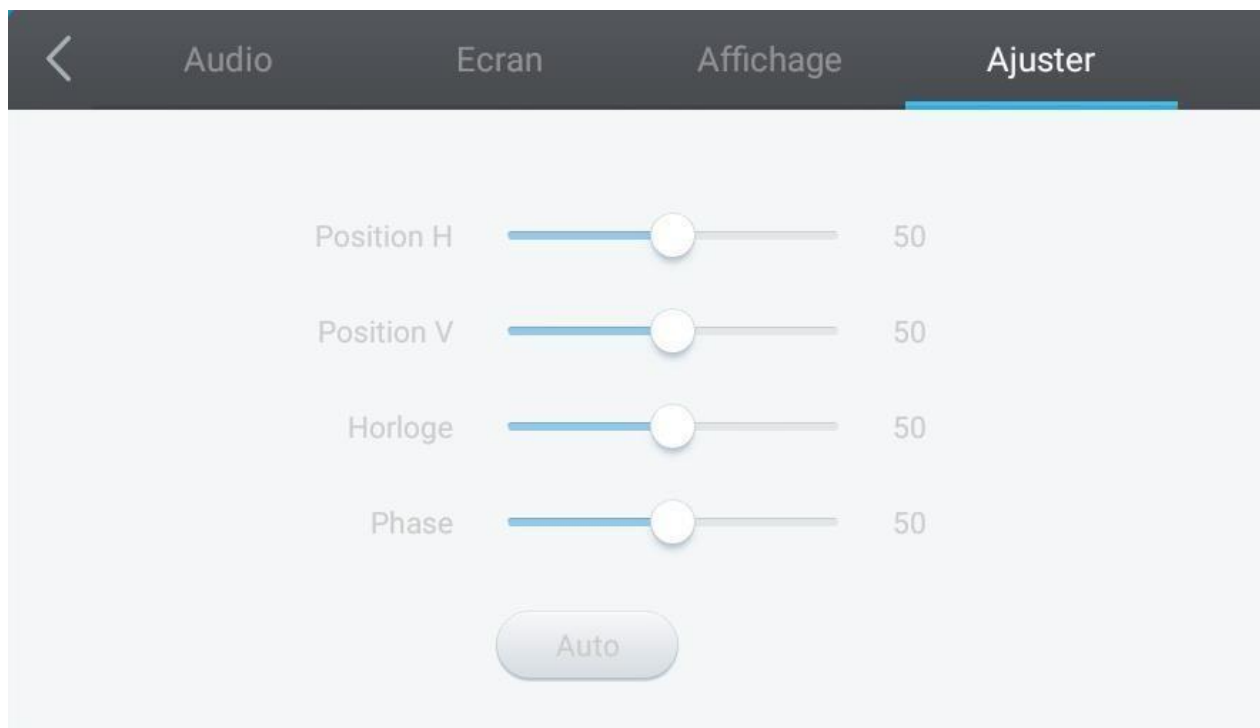 Audio Ecran Affichage Ajuster
Position H 50
Position V 50
Horloge 50
Phase 50
Auto